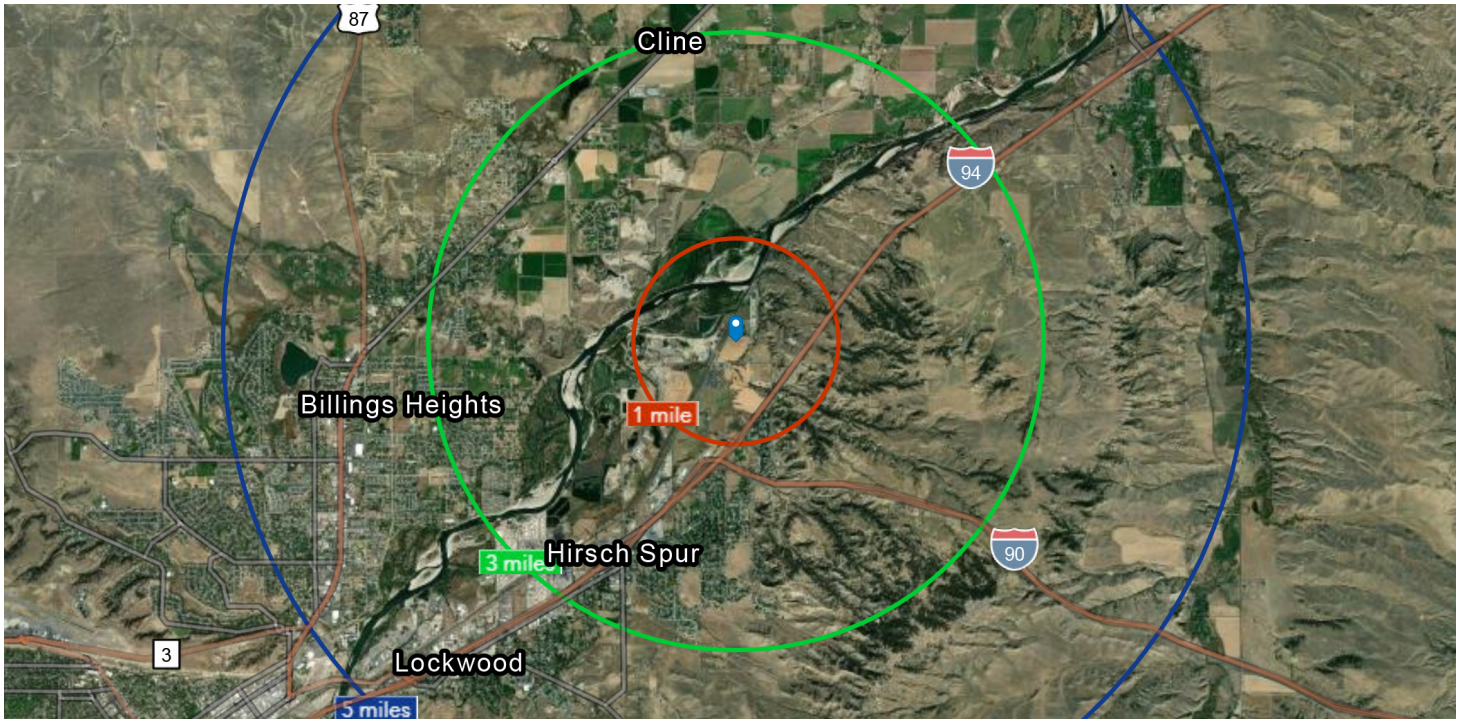 87
Cline
94
Billings Heights
1 mile
90
3 miles
Hirsch Spur
3
Lockwood
5 miles